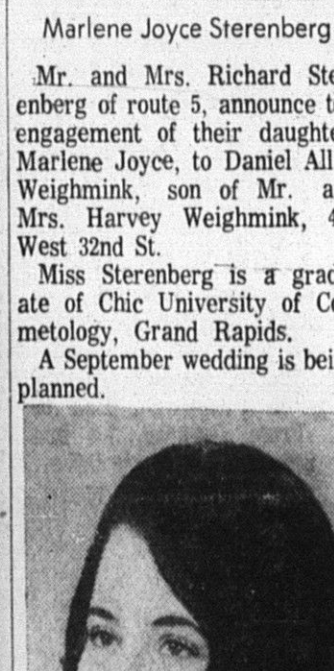 Marlene Joyce Sterenberg
Mr. and Mrs. Richard Ste
enberg of route 5, announce t
engagement of their daught
Marlene Joyce, to Daniel All
Weighmink, son of Mr. a
Mrs. Harvey Weighmink, 4
West 32nd St.
Miss Sterenberg is a grad
ate of Chic University of Co
metology, Grand Rapids.
A September wedding is bei
planned.